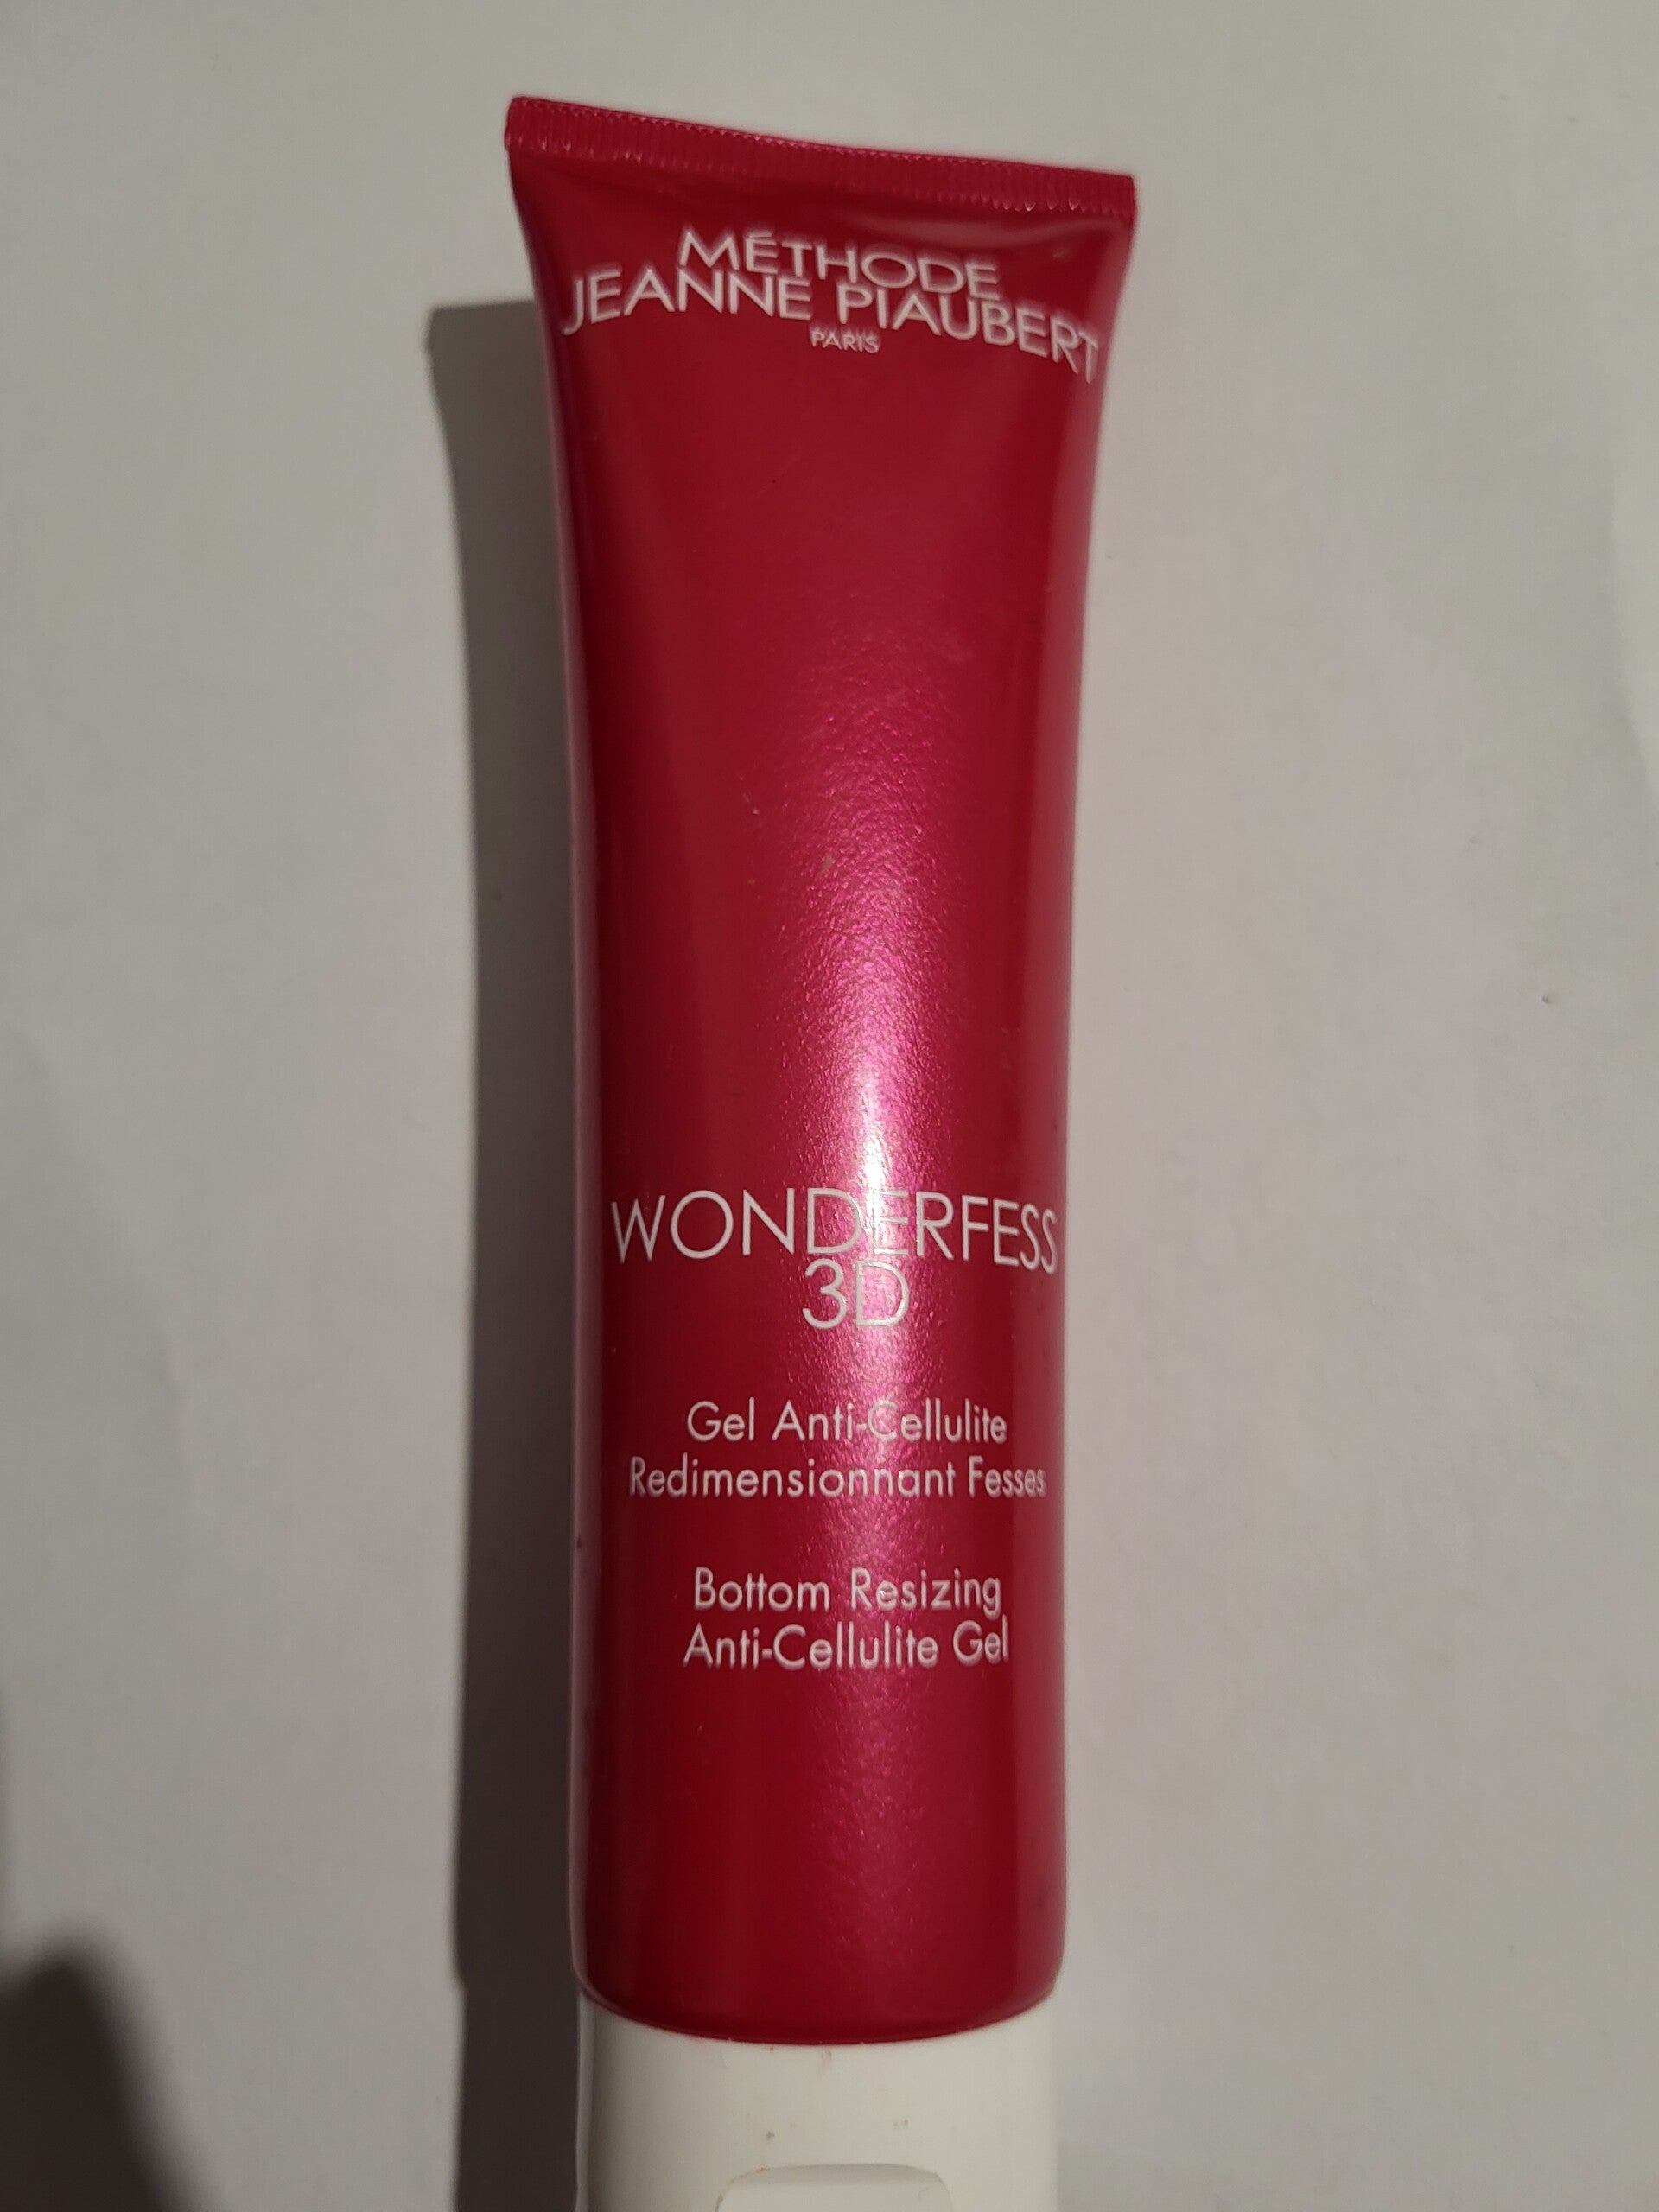 MÉTHODE
JEANNE PIAUBERT
PARIS
WONDERFESS
3D
Gel Anti-Cellulite
Redimensionnant Fesses
Bottom Resizing
Anti-Cellulite Gel